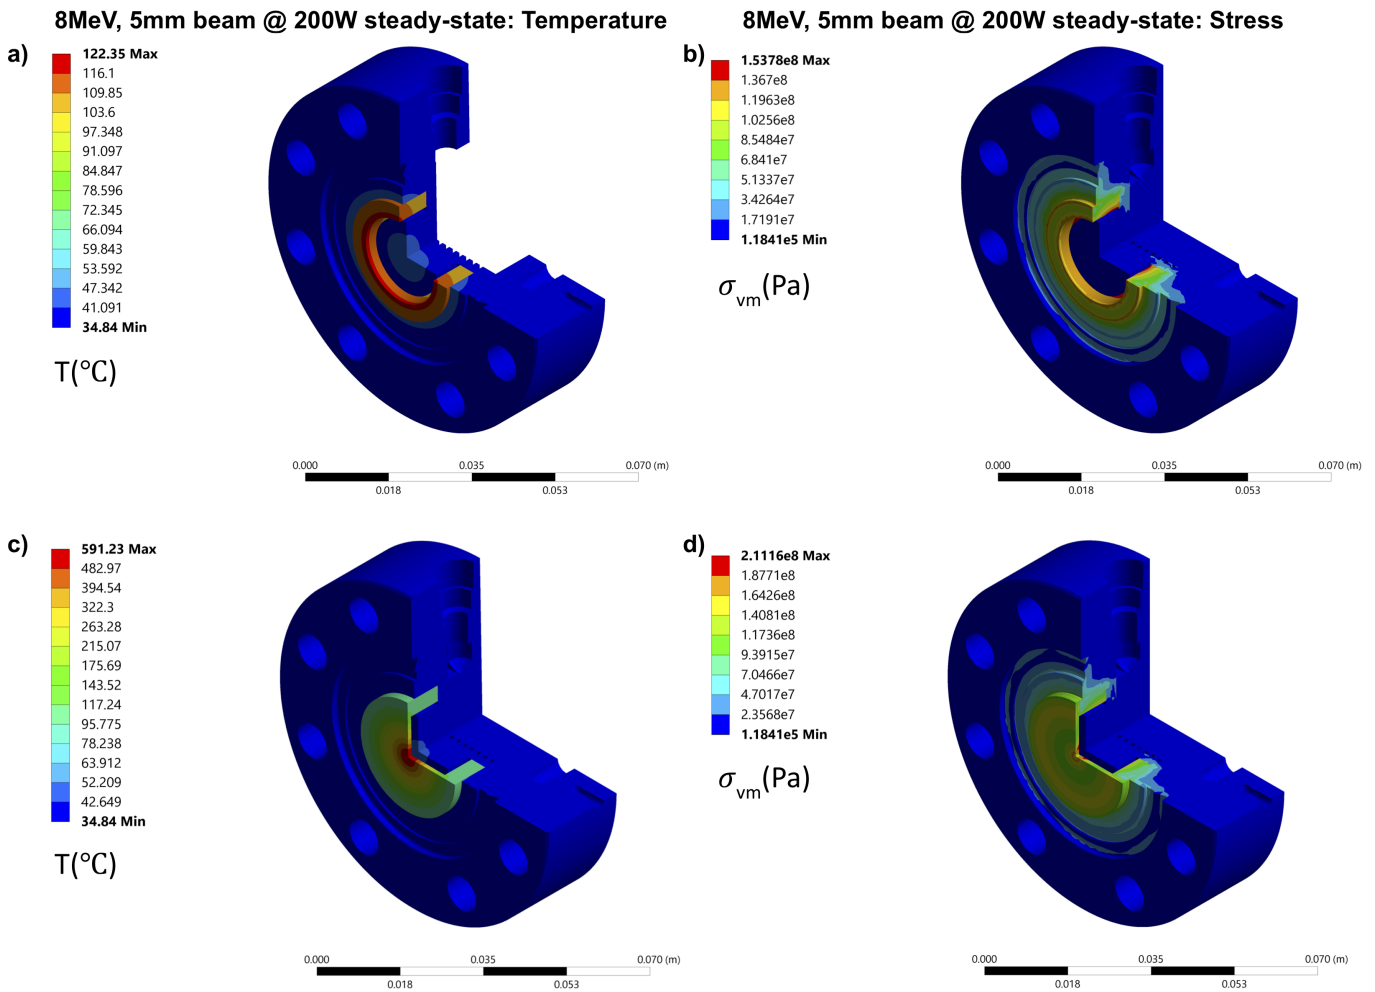 8MeV, 5mm beam @ 200W steady-state: Temperature
8MeV, 5mm beam @ 200W steady-state: Stress
a)
122.35 Max
116.1
109.85
103.6
97.348
91.097
84.847
78.596
72.345
66.094
59.843
53.592
47.342
41.091
34.84 Min
T(°C)
0.000
0.035
0.070 (m)
0.018
0.053
b)
1.5378e8 Max
1.367e8
1.1963e8
1.0256e8
8.5484e7
6.841e7
5.1337e7
3.4264e7
1.7191e7
1.1841e5 Min
σvm(Pa)
0.000
0.035
0.070 (m)
0.018
0.053
c)
591.23 Max
482.97
394.54
322.3
263.28
215.07
175.69
143.52
117.24
95.775
78.238
63.912
52.209
42.649
34.84 Min
T(°C)
0.000
0.035
0.070 (m)
0.018
0.053
d)
2.1116e8 Max
1.8771e8
1.6426e8
1.4081e8
1.1736e8
9.3915e7
7.0466e7
4.7017e7
2.3568e7
1.1841e5 Min
σvm(Pa)
0.000
0.035
0.070 (m)
0.018
0.053